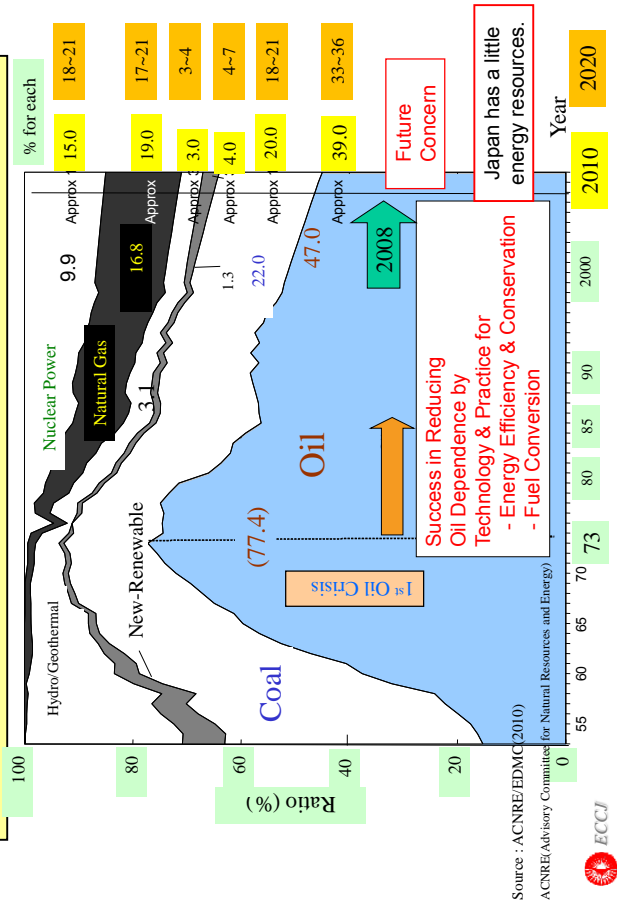 % for each
100
80
60
40
20
0
Ratio (%)
Nuclear Power
Natural Gas
Hydro/Geothermal
New-Renewable
Coal
Oil
(77.4)
1st Oil Crisis
3.1
9.9
16.8
1.3
22.0
47.0
2008
Approx 15.0 18~21
Approx 19.0 17~21
Approx 3.0 3~4
4.0 4~7
Approx 20.0 18~21
Approx 39.0 33~36
Future
Concern
Success in Reducing
Oil Dependence by
Technology & Practice for
- Energy Efficiency & Conservation
- Fuel Conversion
Japan has a little
energy resources.
55 60 65 70 73 80 85 90 2000 2010 2020
Year
Source : ACNRE/EDMC(2010)
ACNRE(Advisory Committee for Natural Resources and Energy)
ECCJ